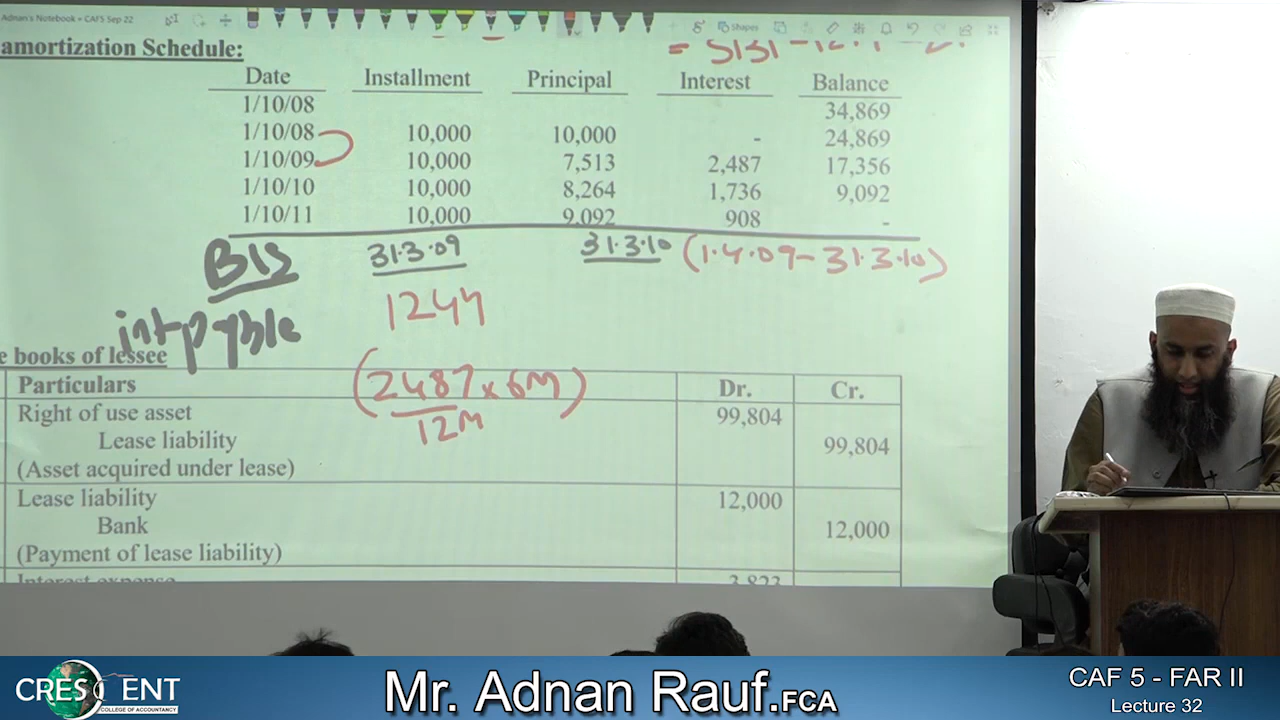 Adnan's Notebook » CAF5 Sep 22
Shapes
amortization Schedule:
Date Installment Principal Interest Balance
1/10/08 34,869
1/10/08 10,000 10,000 - 24,869
1/10/09 10,000 7,513 2,487 17,356
1/10/10 10,000 8,264 1,736 9,092
1/10/11 10,000 9,092 908 -
B/S 31.3.09 31.3.10 (1.4.09-31.3.10)
int pyble 1244
e books of lessee
(2487 x 6M)
12M
Particulars Dr. Cr.
Right of use asset 99,804
Lease liability 99,804
(Asset acquired under lease)
Lease liability 12,000
Bank 12,000
(Payment of lease liability)
Interest expense 3,823
CRESCENT
COLLEGE OF ACCOUNTANCY
Mr. Adnan Rauf.FCA
CAF 5 - FAR II
Lecture 32